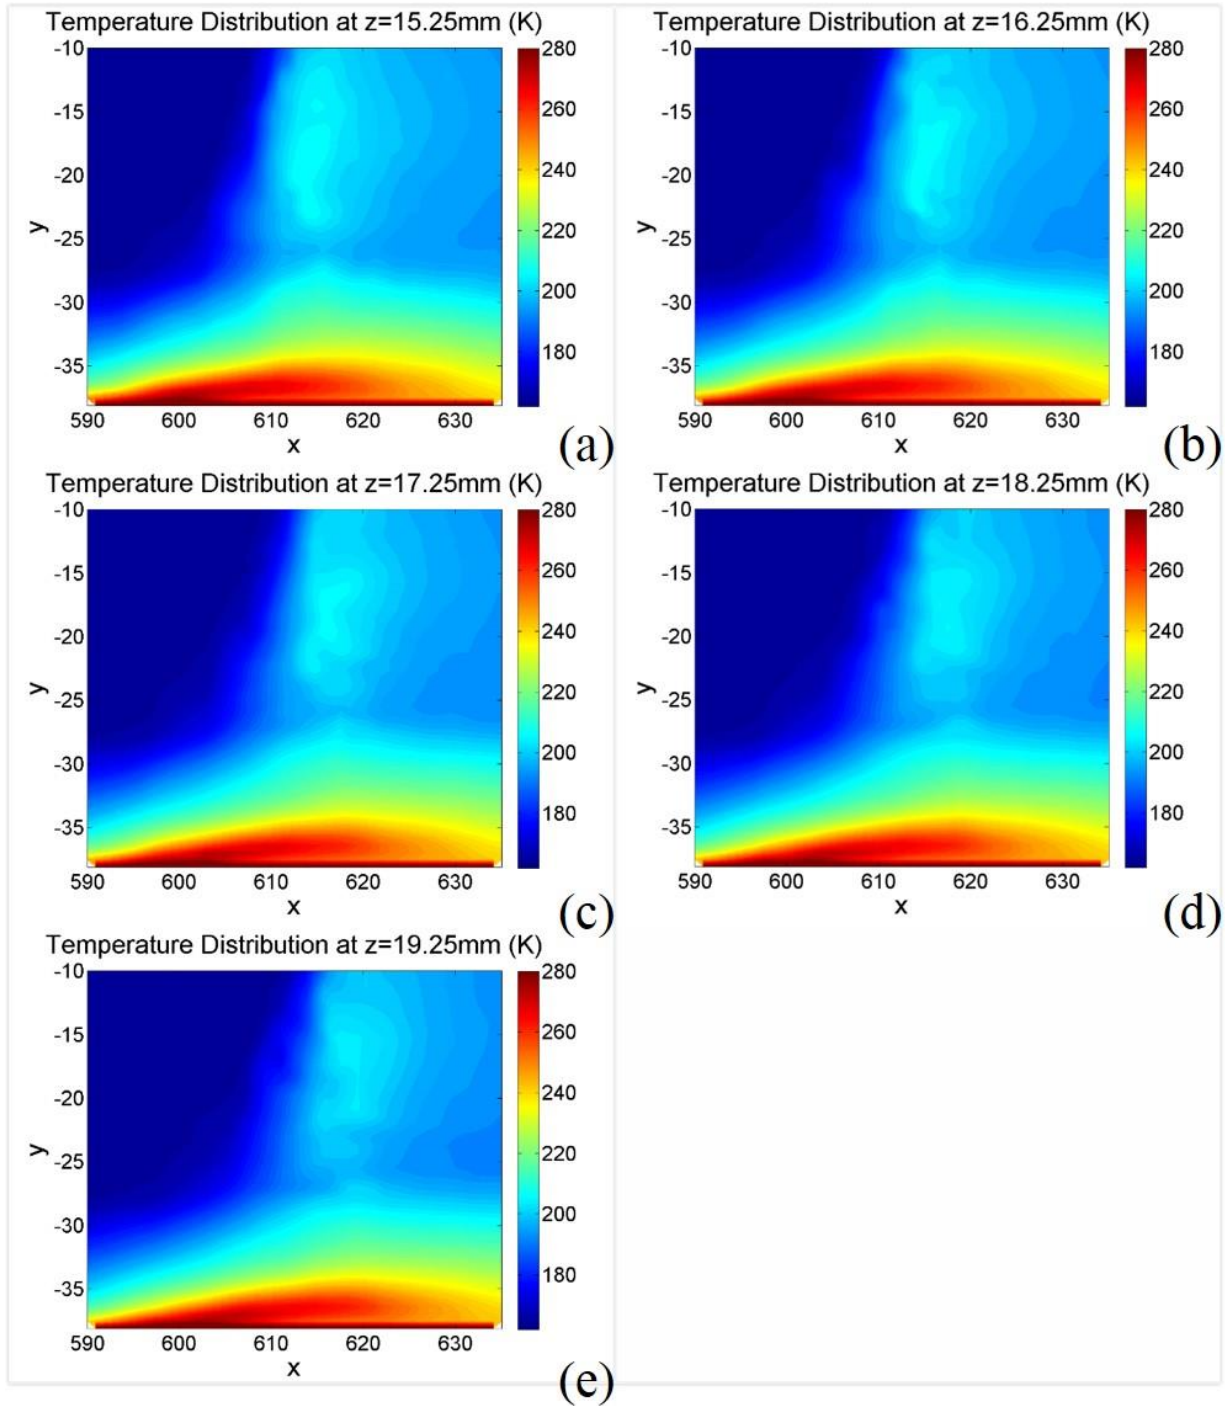 Temperature Distribution at z=15.25mm (K)
-10
-15
-20
-25
-30
-35
y
590 600 610 620 630
x
280
260
240
220
200
180
(a)
Temperature Distribution at z=16.25mm (K)
-10
-15
-20
-25
-30
-35
y
590 600 610 620 630
x
280
260
240
220
200
180
(b)
Temperature Distribution at z=17.25mm (K)
-10
-15
-20
-25
-30
-35
y
590 600 610 620 630
x
280
260
240
220
200
180
(c)
Temperature Distribution at z=18.25mm (K)
-10
-15
-20
-25
-30
-35
y
590 600 610 620 630
x
280
260
240
220
200
180
(d)
Temperature Distribution at z=19.25mm (K)
-10
-15
-20
-25
-30
-35
y
590 600 610 620 630
x
280
260
240
220
200
180
(e)